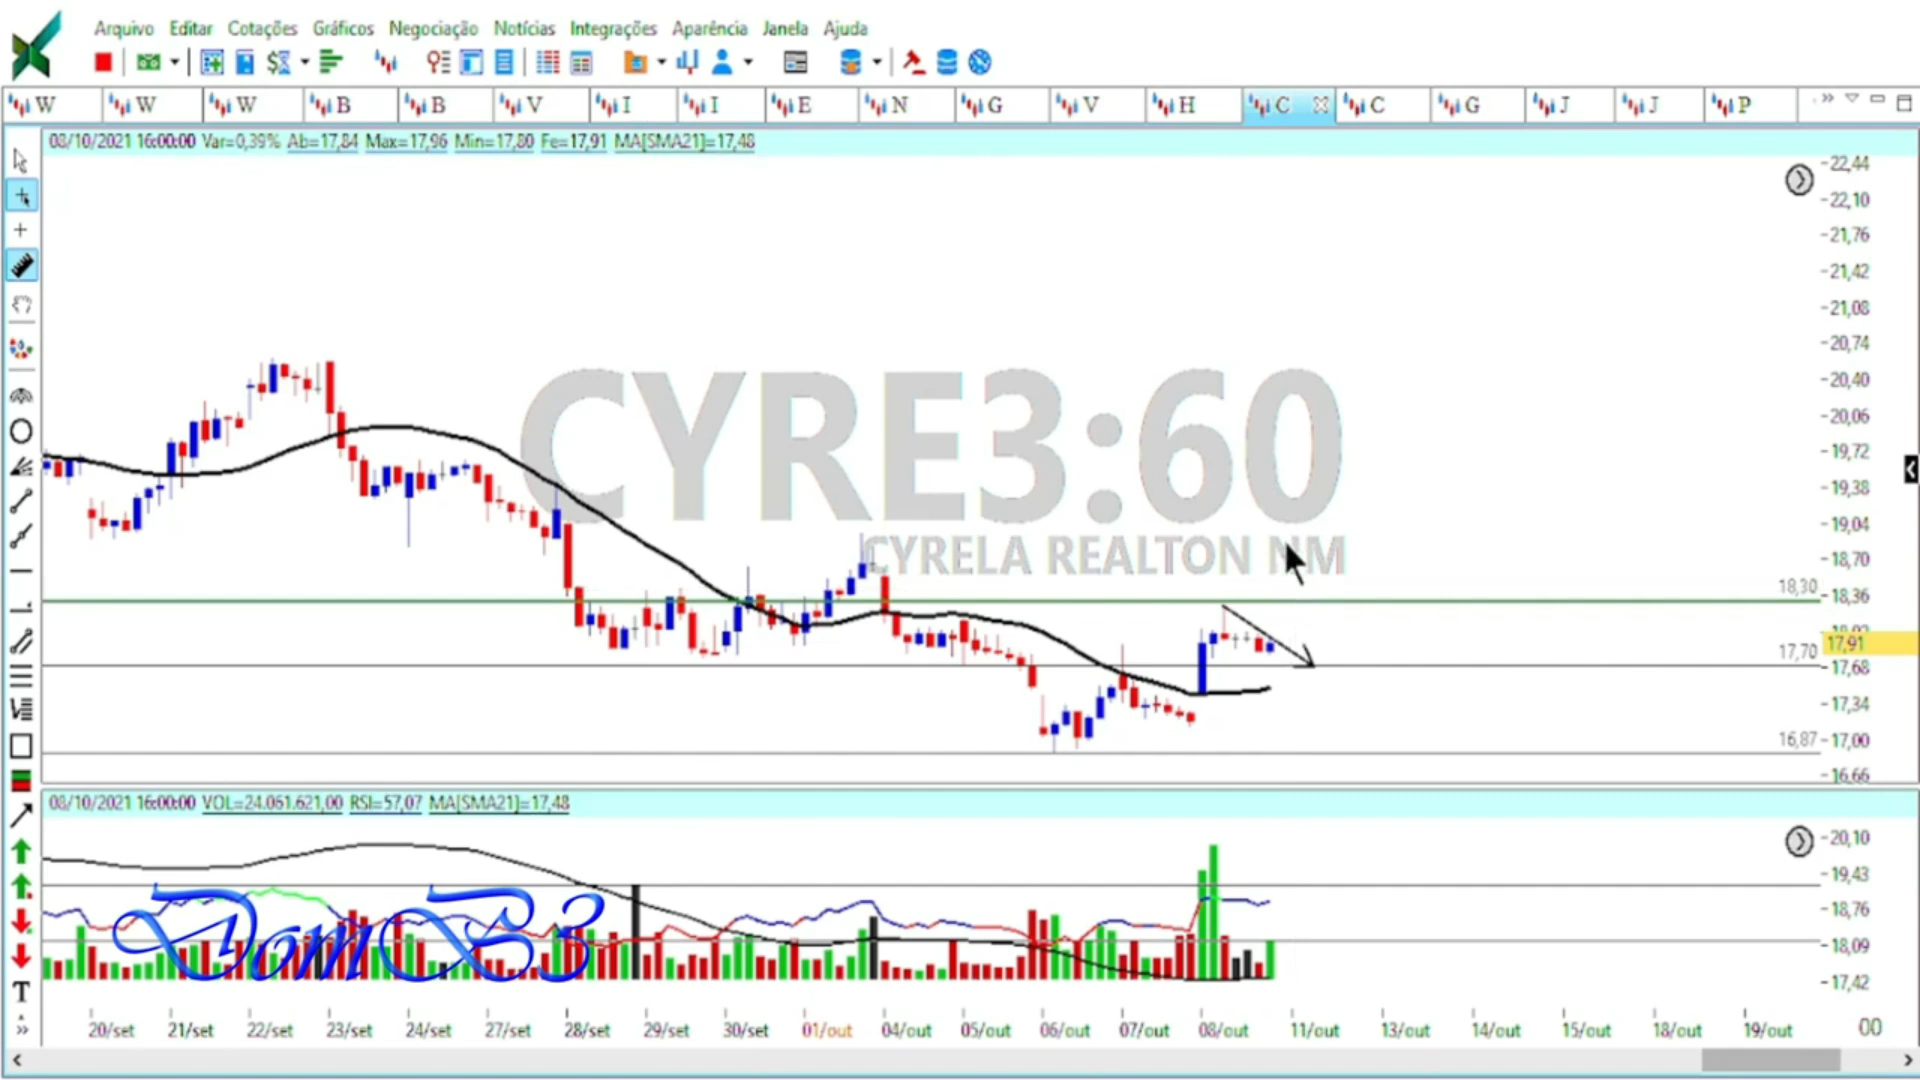 Arquivo Editar Cotações Gráficos Negociação Notícias Integrações Aparência Janela Ajuda
W W W B B V I I E N G V H C C G J J P
08/10/2021 16:00:00 Var=0,39% Ab=17,84 Max=17,96 Min=17,80 Fe=17,91 MA[SMA21]=17,48
22,44
22,10
21,76
21,42
21,08
20,74
20,40
20,06
19,72
19,38
19,04
18,70
18,30 18,36
17,91
17,70 17,68
17,34
16,87 17,00
16,66
CYRE3:60
CYRELA REALTON NM
08/10/2021 16:00:00 VOL=24.061.621,00 RSI=57,07 MA[SMA21]=17,48
20,10
19,43
18,76
18,09
17,42
DomB3
20/set 21/set 22/set 23/set 24/set 27/set 28/set 29/set 30/set 01/out 04/out 05/out 06/out 07/out 08/out 11/out 13/out 14/out 15/out 18/out 19/out 00
T